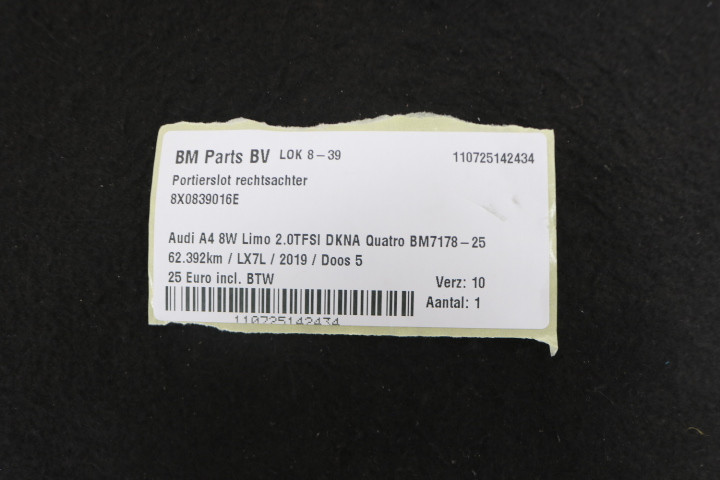 BM Parts BV LOK 8-39 110725142434
Portierslot rechtsachter
8X0839016E
Audi A4 8W Limo 2.0TFSI DKNA Quatro BM7178-25
62.392km / LX7L / 2019 / Doos 5
25 Euro incl. BTW Verz: 10
Aantal: 1
110725142434